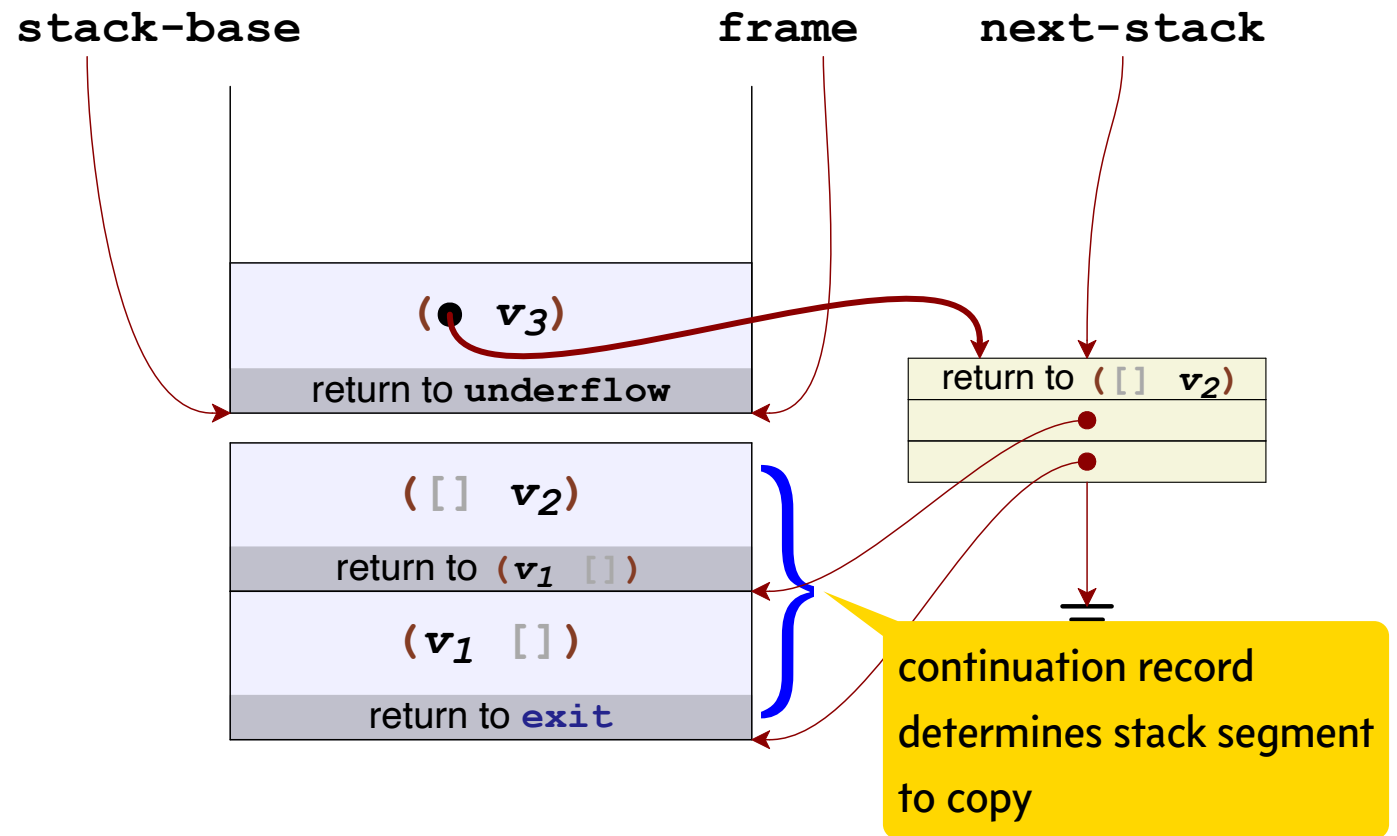 stack-base frame next-stack
(● v3)
return to underflow
return to ([] v2)
([] v2)
return to (v1 [])
(v1 [])
return to exit
continuation record
determines stack segment
to copy